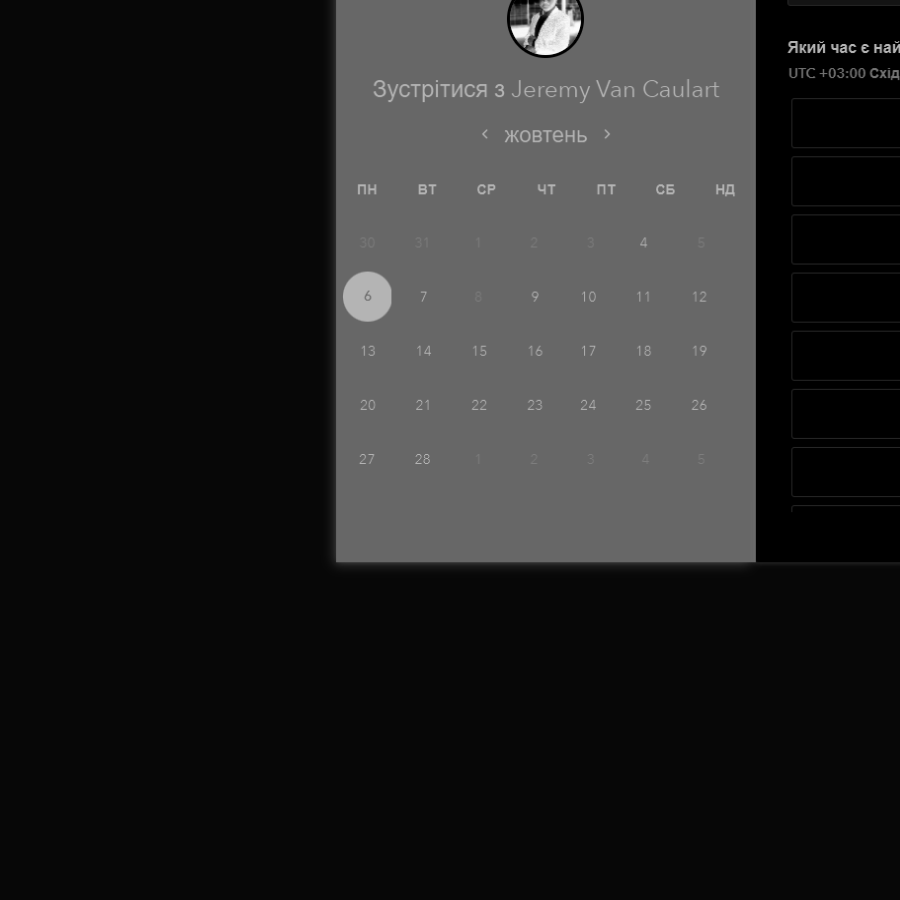 Зустрітися з Jeremy Van Caulart
‹ жовтень ›
ПН ВТ СР ЧТ ПТ СБ НД
30 31 1 2 3 4 5
6 7 8 9 10 11 12
13 14 15 16 17 18 19
20 21 22 23 24 25 26
27 28 1 2 3 4 5
Який час є най
UTC +03:00 Схід